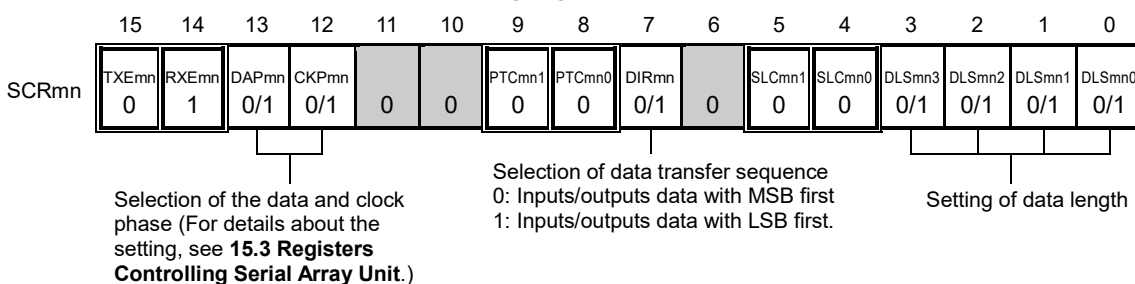 15 14 13 12 11 10 9 8 7 6 5 4 3 2 1 0
SCRmn
TXEmn RXEmn DAPmn CKPmn PTCmn1 PTCmn0 DIRmn SLCmn1 SLCmn0 DLSmn3 DLSmn2 DLSmn1 DLSmn0
0 1 0/1 0/1 0 0 0 0 0/1 0 0 0 0/1 0/1 0/1 0/1
Selection of the data and clock
phase (For details about the
setting, see 15.3 Registers
Controlling Serial Array Unit.)
Selection of data transfer sequence
0: Inputs/outputs data with MSB first
1: Inputs/outputs data with LSB first.
Setting of data length